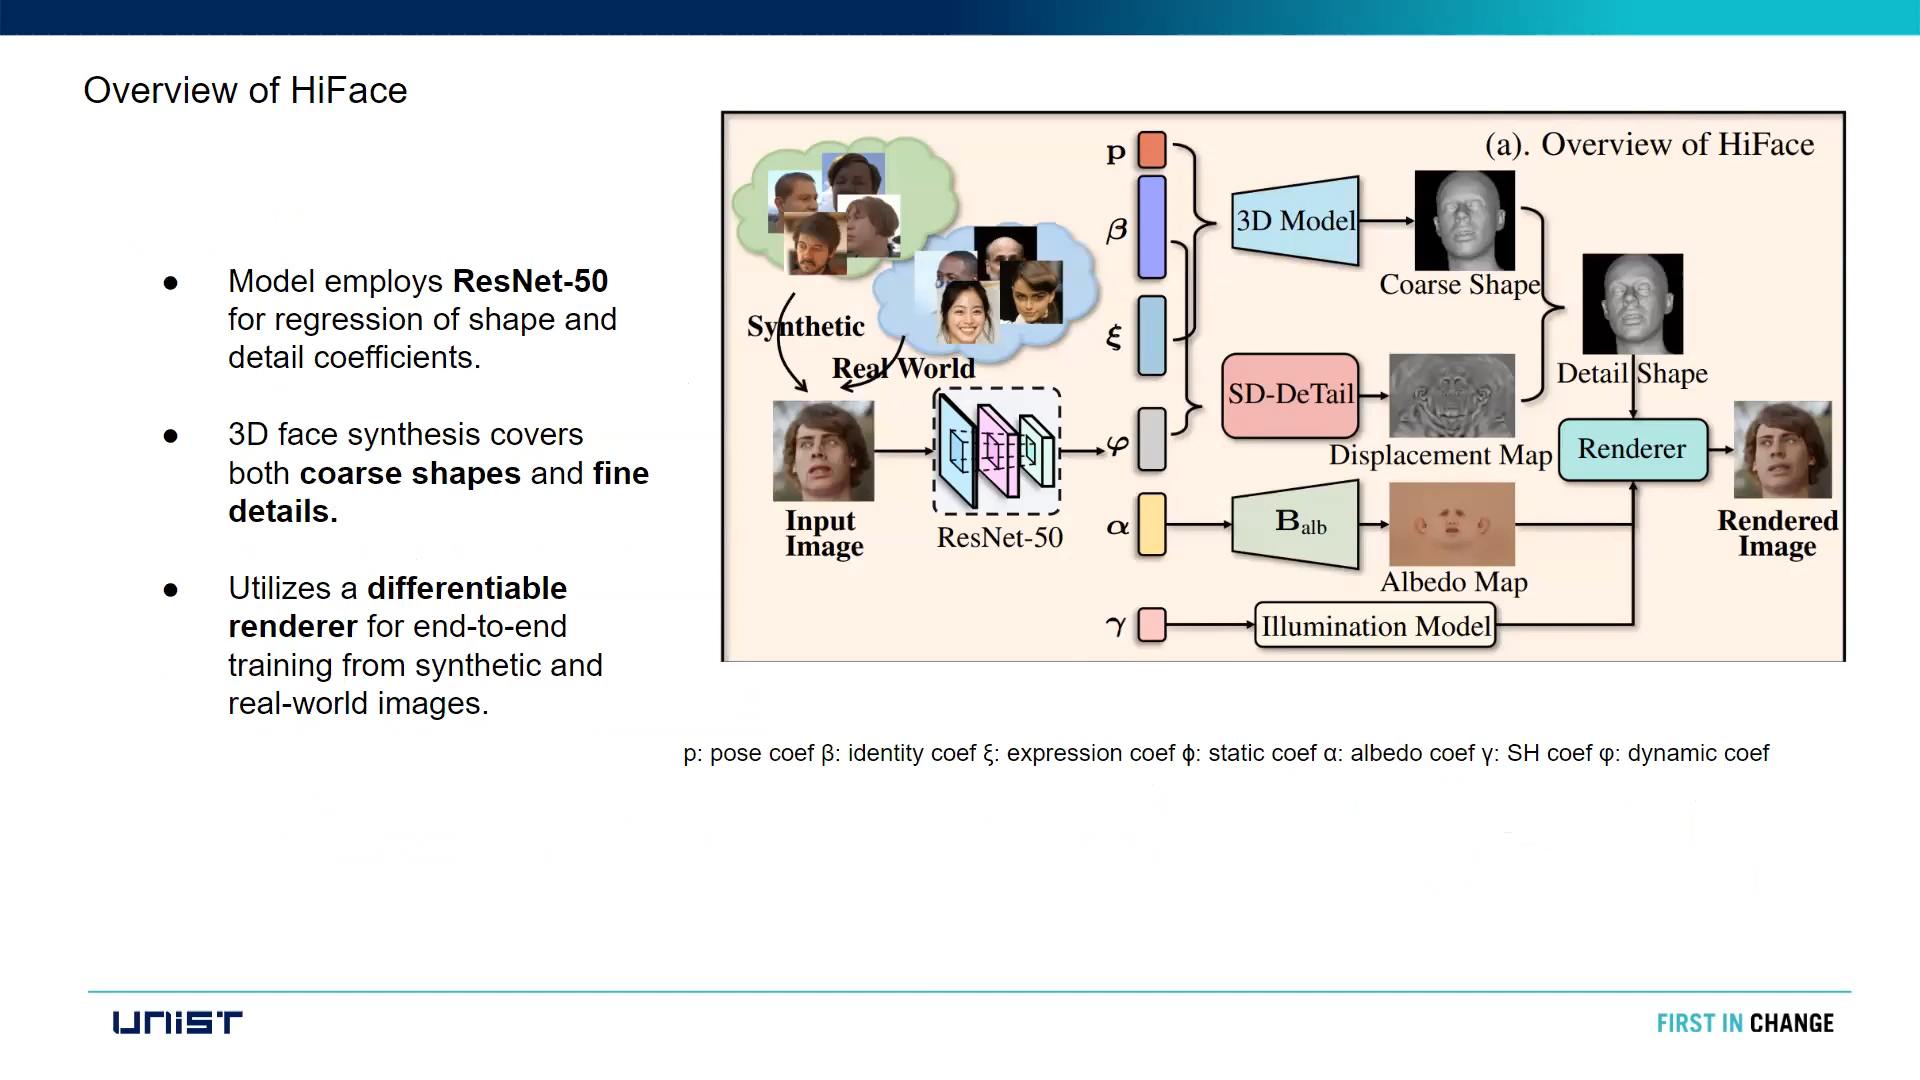 Overview of HiFace
● Model employs ResNet-50
for regression of shape and
detail coefficients.
● 3D face synthesis covers
both coarse shapes and fine
details.
● Utilizes a differentiable
renderer for end-to-end
training from synthetic and
real-world images.
(a). Overview of HiFace
Synthetic
Real World
Input
Image
ResNet-50
p
β
ξ
φ
α
γ
3D Model
Coarse Shape
SD-DeTail
Displacement Map
Detail Shape
B alb
Albedo Map
Illumination Model
Renderer
Rendered
Image
p: pose coef β: identity coef ξ: expression coef ϕ: static coef α: albedo coef γ: SH coef φ: dynamic coef
UNIST
FIRST IN CHANGE